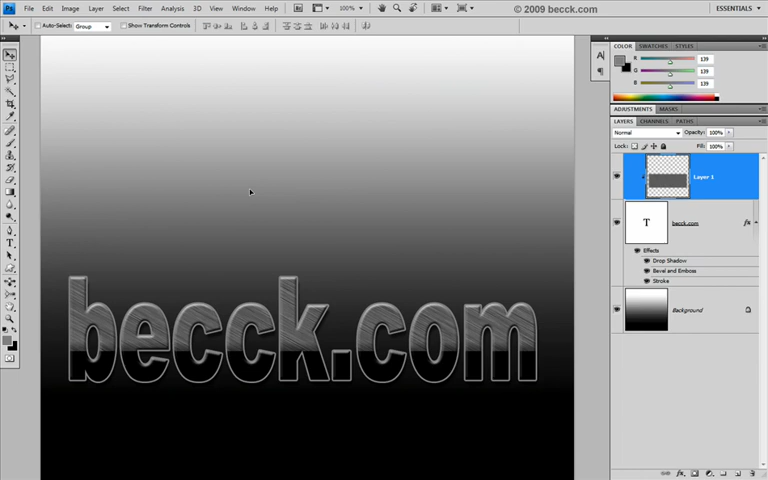 Ps File Edit Image Layer Select Filter Analysis 3D View Window Help 100% © 2009 becck.com ESSENTIALS
Auto-Select: Group Show Transform Controls
COLOR SWATCHES STYLES
R 139
G 139
B 139
ADJUSTMENTS MASKS
LAYERS CHANNELS PATHS
Normal Opacity: 100%
Lock: Fill: 100%
Layer 1
T becck.com fx
Effects
Drop Shadow
Bevel and Emboss
Stroke
Background
becck.com